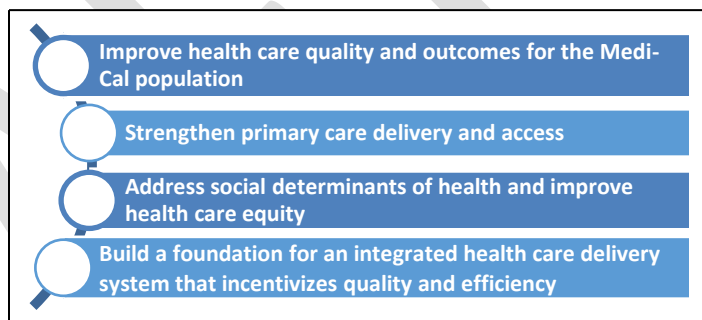 Improve health care quality and outcomes for the Medi-
Cal population
Strengthen primary care delivery and access
Address social determinants of health and improve
health care equity
Build a foundation for an integrated health care delivery
system that incentivizes quality and efficiency